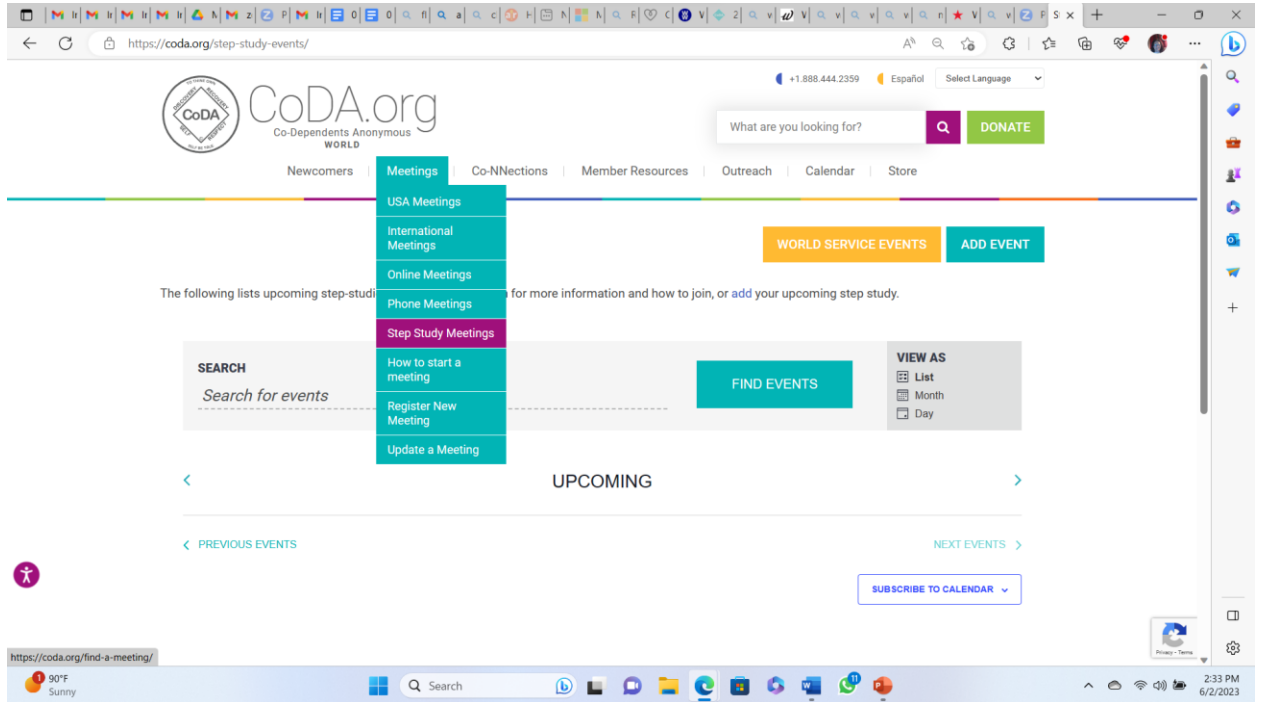 https://coda.org/step-study-events/
+1.888.444.2359 Español Select Language
CoDA
CoDA.org
Co-Dependents Anonymous
WORLD
What are you looking for?
DONATE
Newcomers Meetings Co-NNections Member Resources Outreach Calendar Store
USA Meetings
International
Meetings
Online Meetings
Phone Meetings
Step Study Meetings
How to start a
meeting
Register New
Meeting
Update a Meeting
WORLD SERVICE EVENTS ADD EVENT
The following lists upcoming step-studi for more information and how to join, or add your upcoming step study.
SEARCH
Search for events
FIND EVENTS
VIEW AS
List
Month
Day
UPCOMING
PREVIOUS EVENTS NEXT EVENTS
SUBSCRIBE TO CALENDAR
Privacy - Terms
https://coda.org/find-a-meeting/
1
90°F
Sunny
Search
2:33 PM
6/2/2023